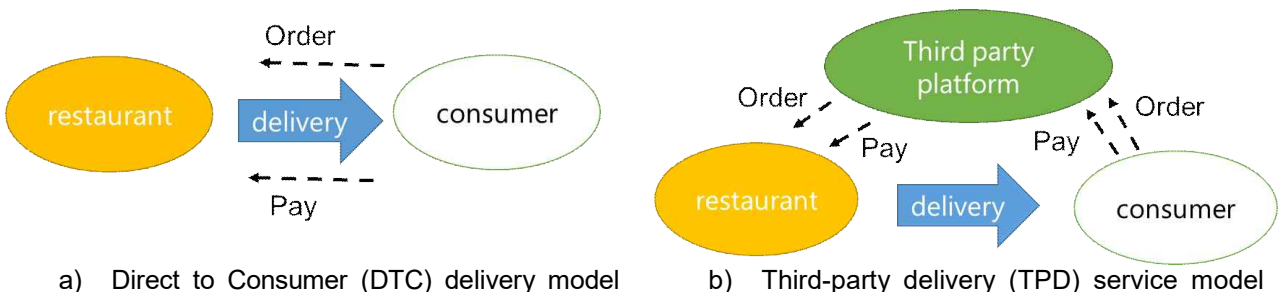 Order
restaurant
delivery
consumer
Pay
a) Direct to Consumer (DTC) delivery model
Third party
platform
Order
Pay
Order
Pay
restaurant
delivery
consumer
b) Third-party delivery (TPD) service model